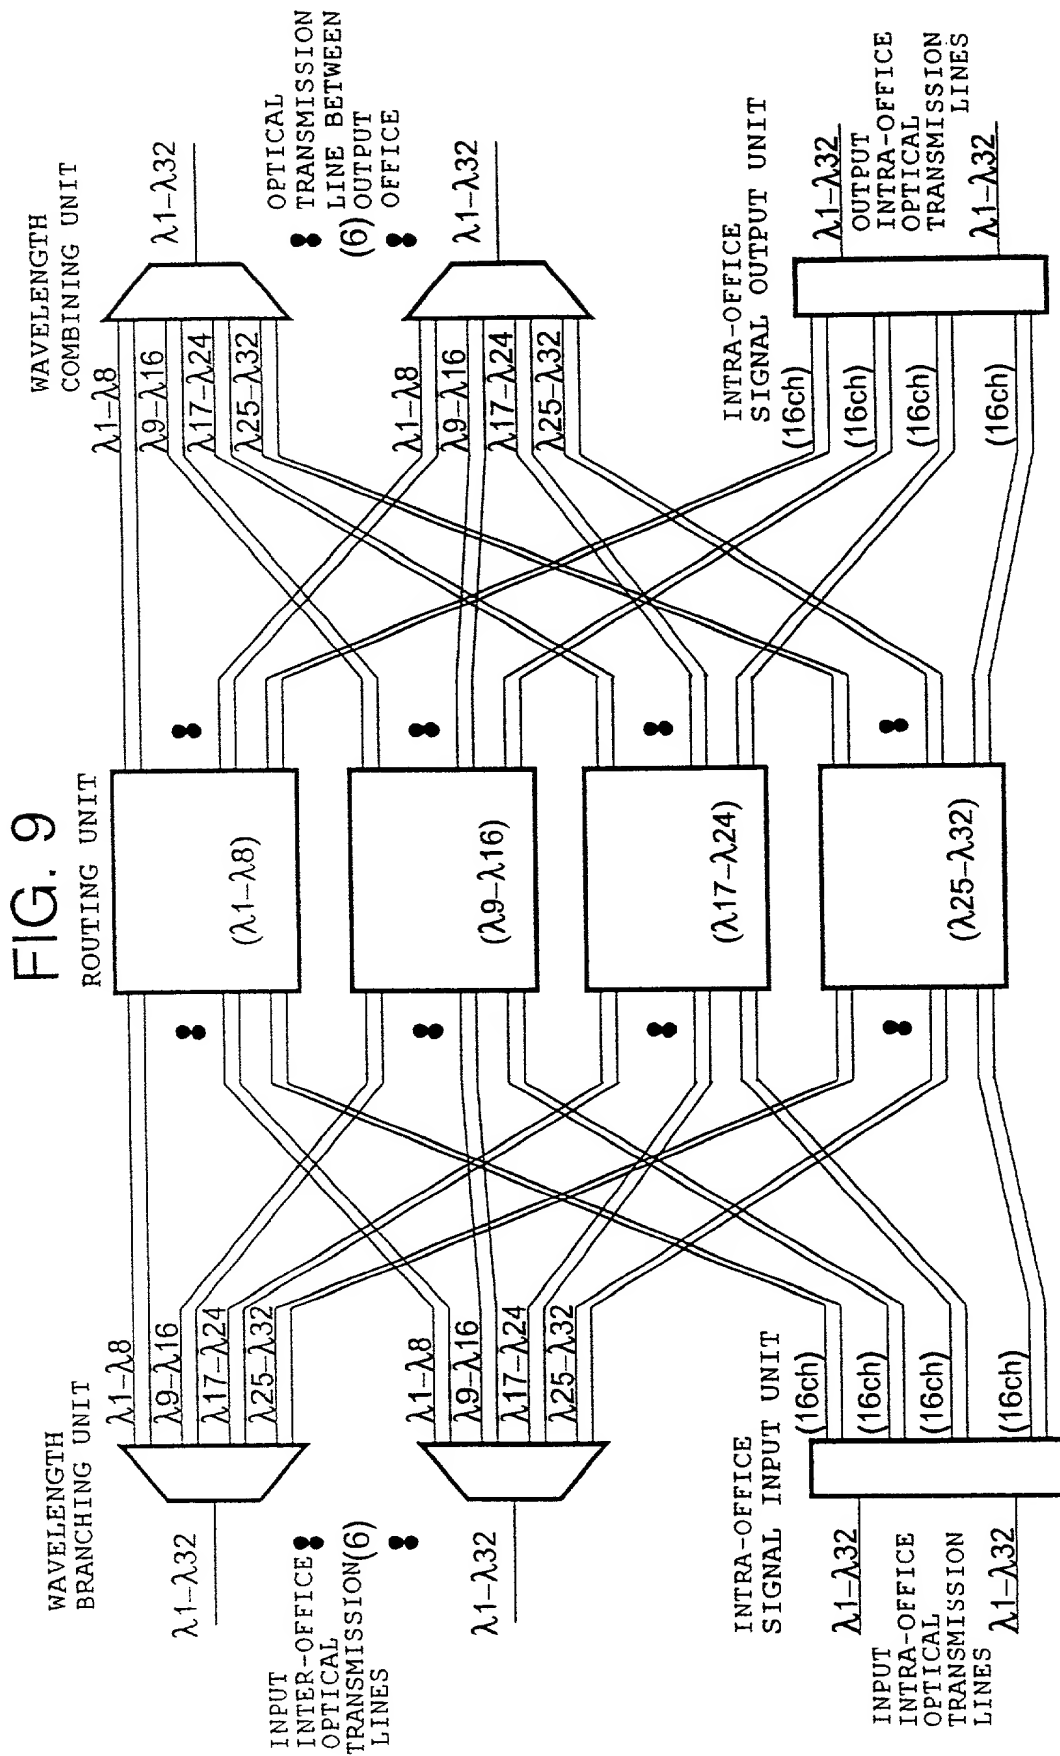 FIG. 9
WAVELENGTH
BRANCHING UNIT
ROUTING UNIT
WAVELENGTH
COMBINING UNIT
λ1–λ32
λ1–λ8
λ9–λ16
λ17–λ24
λ25–λ32
(λ1–λ8)
λ1–λ8
λ9–λ16
λ17–λ24
λ25–λ32
λ1–λ32
INPUT
INTER-OFFICE
OPTICAL
TRANSMISSION(6)
LINES
OPTICAL
TRANSMISSION
LINE BETWEEN
(6) OUTPUT
OFFICE
λ1–λ32
λ1–λ8
λ9–λ16
λ17–λ24
λ25–λ32
(λ9–λ16)
λ1–λ8
λ9–λ16
λ17–λ24
λ25–λ32
λ1–λ32
(λ17–λ24)
INTRA-OFFICE
SIGNAL INPUT UNIT
INTRA-OFFICE
SIGNAL OUTPUT UNIT
λ1–λ32
(16ch)
(16ch)
(16ch)
(16ch)
(λ25–λ32)
(16ch)
(16ch)
(16ch)
(16ch)
λ1–λ32
INPUT
INTRA-OFFICE
OPTICAL
TRANSMISSION
LINES
λ1–λ32
OUTPUT
INTRA-OFFICE
OPTICAL
TRANSMISSION
LINES
λ1–λ32